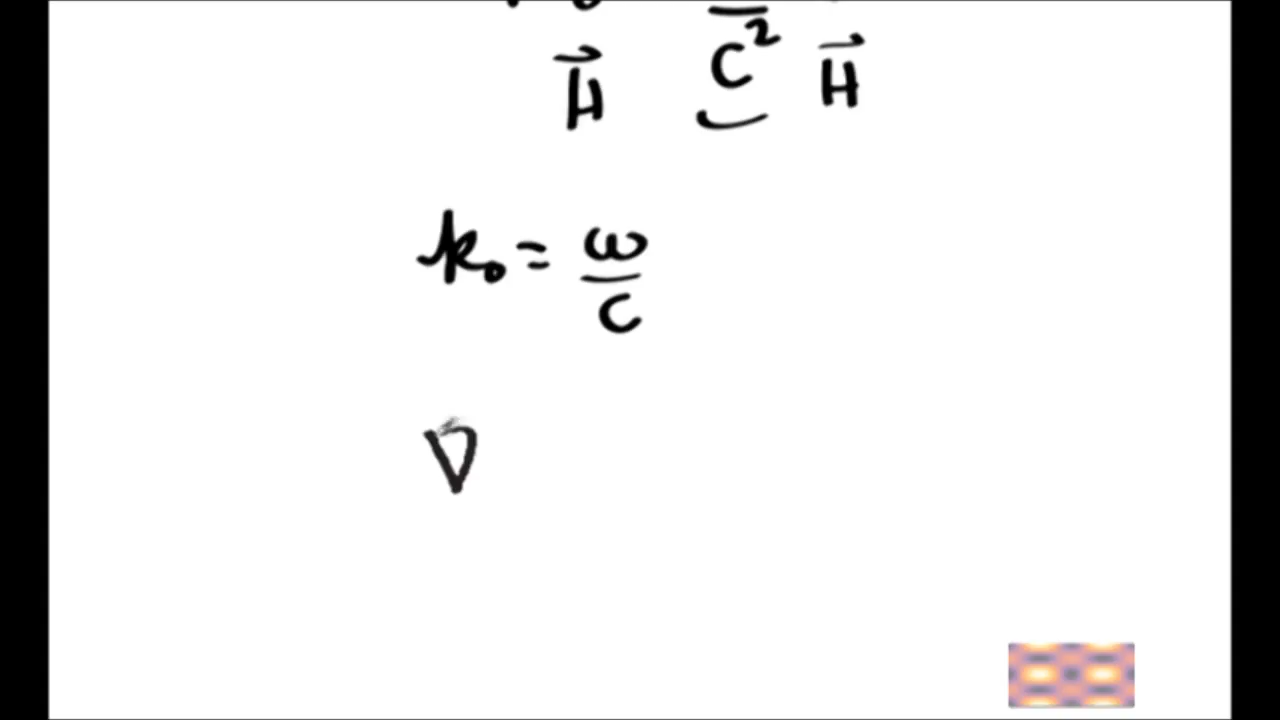 C² H⃗
H⃗
k₀ = ω/C
∇